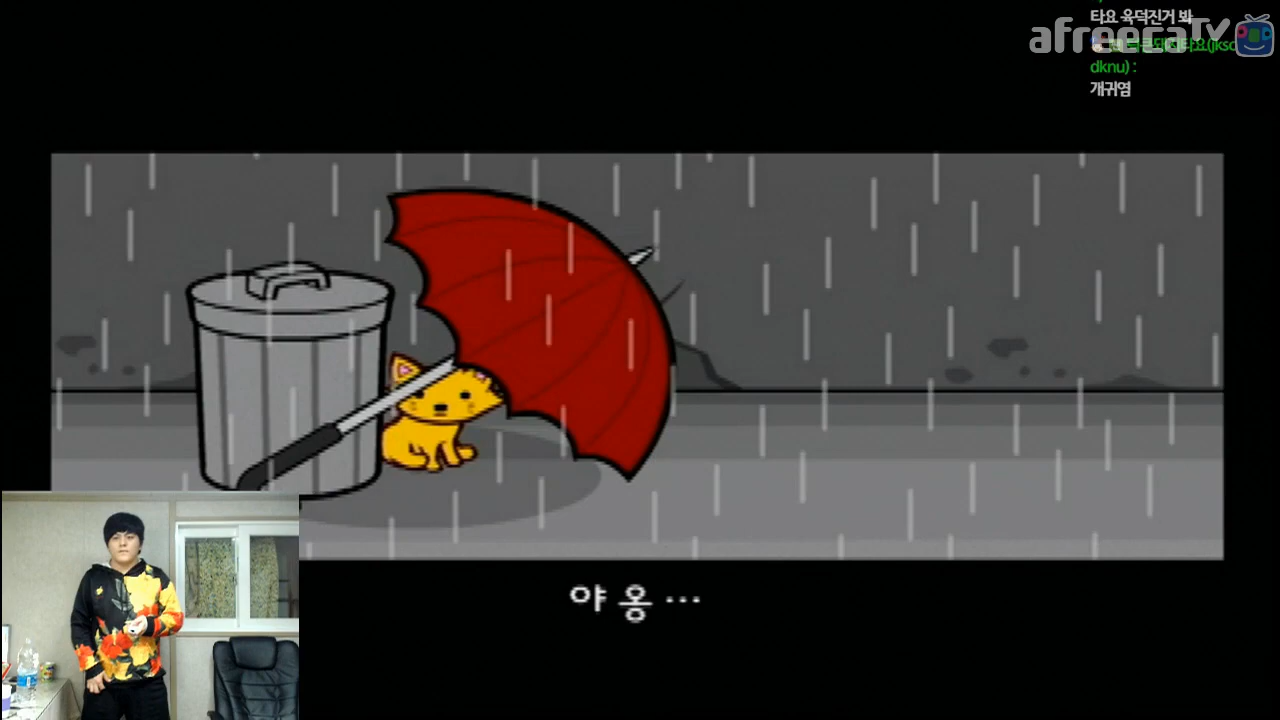 타요 육덕진거 봐
afreecaTV
dknu) :
개귀염
야옹…